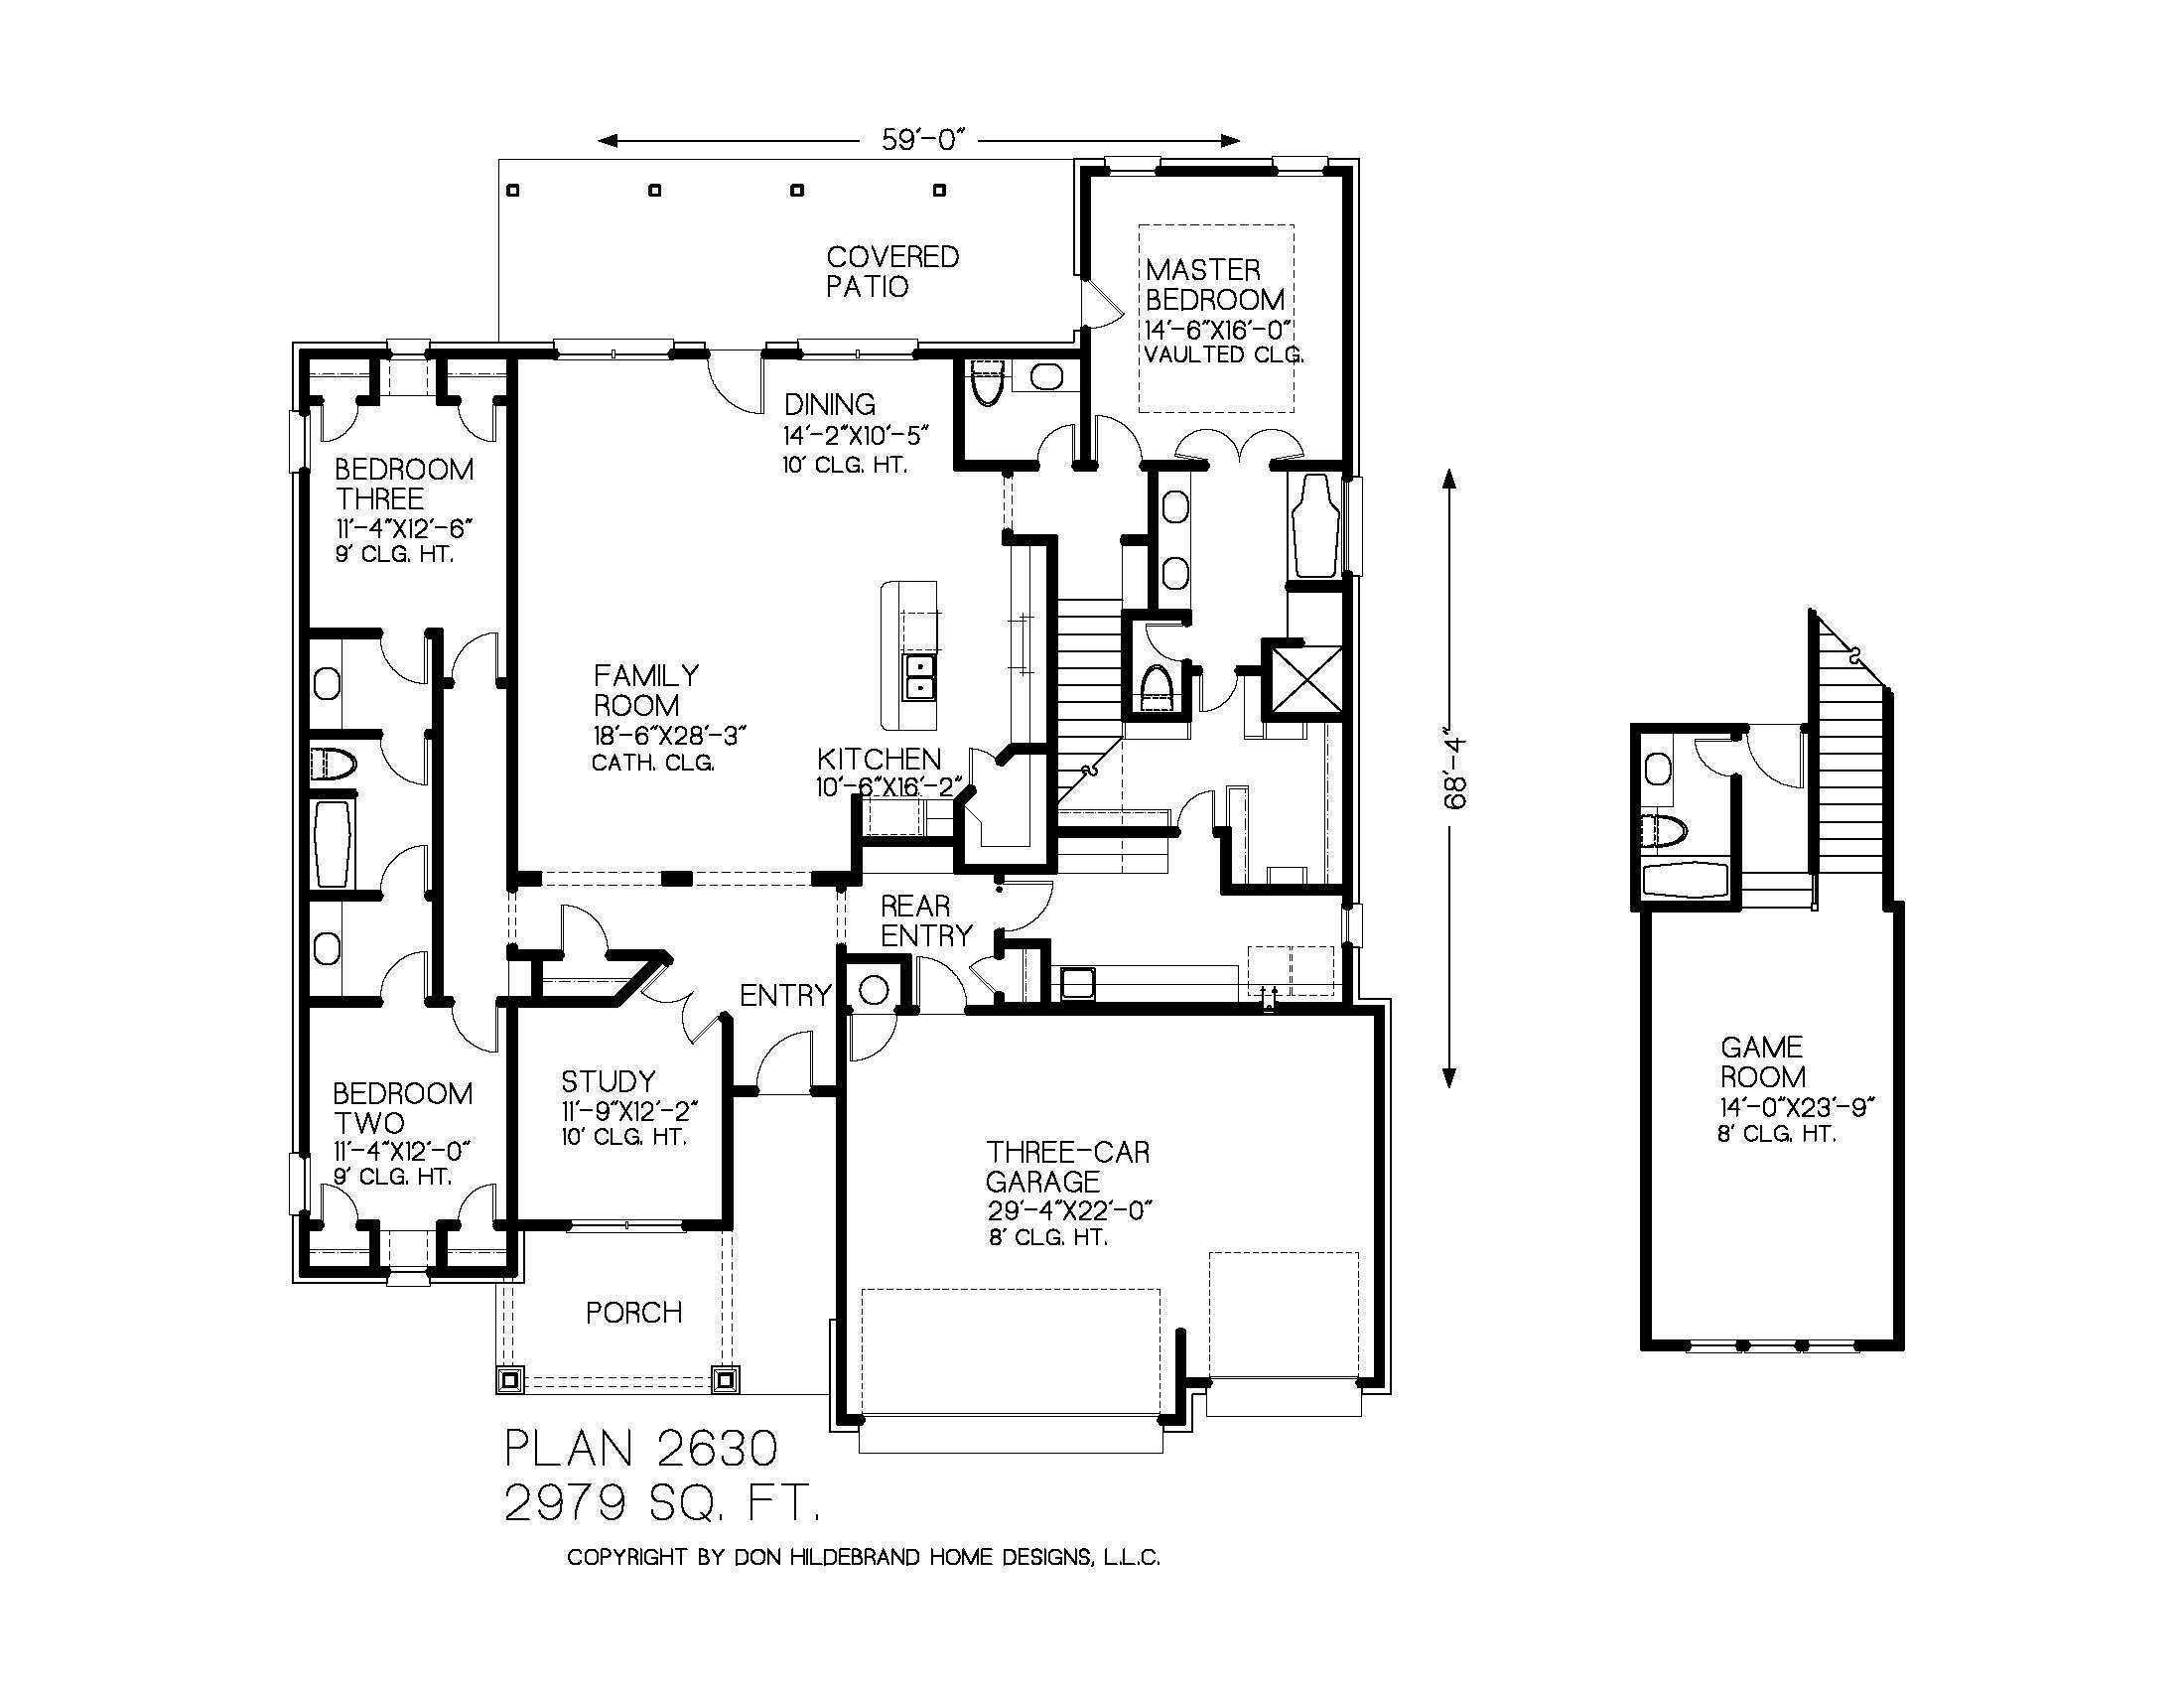 59'-0"
COVERED
PATIO
MASTER
BEDROOM
14'-6"X16'-0"
VAULTED CLG.
DINING
14'-2"X10'-5"
10' CLG. HT.
BEDROOM
THREE
11'-4"X12'-6"
9' CLG. HT.
FAMILY
ROOM
18'-6"X28'-3"
CATH. CLG.
KITCHEN
10'-6"X16'-2"
68'-4"
REAR
ENTRY
ENTRY
STUDY
11'-9"X12'-2"
10' CLG. HT.
BEDROOM
TWO
11'-4"X12'-0"
9' CLG. HT.
GAME
ROOM
14'-0"X23'-9"
8' CLG. HT.
THREE-CAR
GARAGE
29'-4"X22'-0"
8' CLG. HT.
PORCH
PLAN 2630
2979 SQ. FT.
COPYRIGHT BY DON HILDEBRAND HOME DESIGNS, L.L.C.